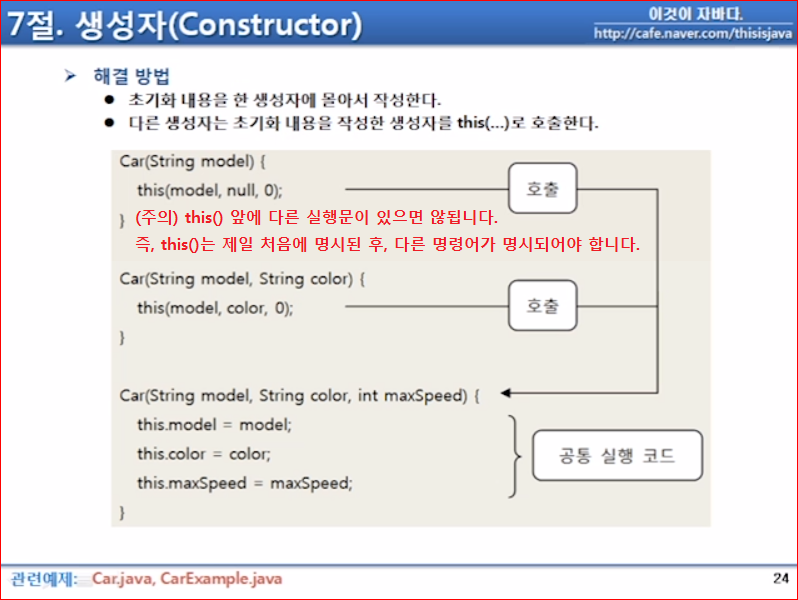 7절. 생성자(Constructor)
이것이 자바다.
http://cafe.naver.com/thisisjava
➢ 해결 방법
● 초기화 내용을 한 생성자에 몰아서 작성한다.
● 다른 생성자는 초기화 내용을 작성한 생성자를 this(...)로 호출한다.
Car(String model) {
this(model, null, 0);
호출
} (주의) this() 앞에 다른 실행문이 있으면 않됩니다.
즉, this()는 제일 처음에 명시된 후, 다른 명령어가 명시되어야 합니다.
Car(String model, String color) {
this(model, color, 0);
호출
}
Car(String model, String color, int maxSpeed) {
this.model = model;
this.color = color;
this.maxSpeed = maxSpeed;
공통 실행 코드
}
관련예제: Car.java, CarExample.java
24